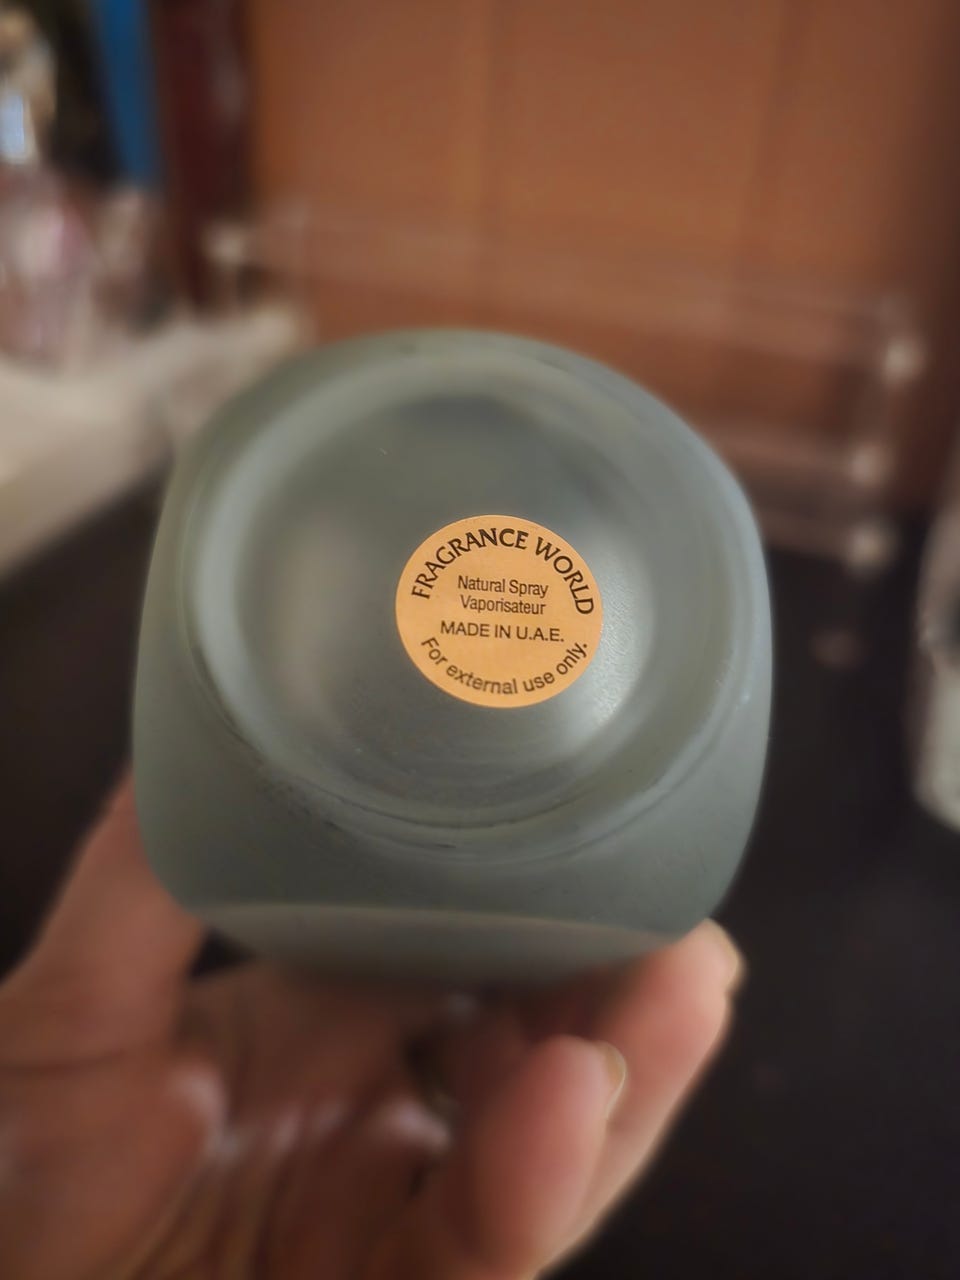 FRAGRANCE WORLD
Natural Spray
Vaporisateur
MADE IN U.A.E.
For external use only.